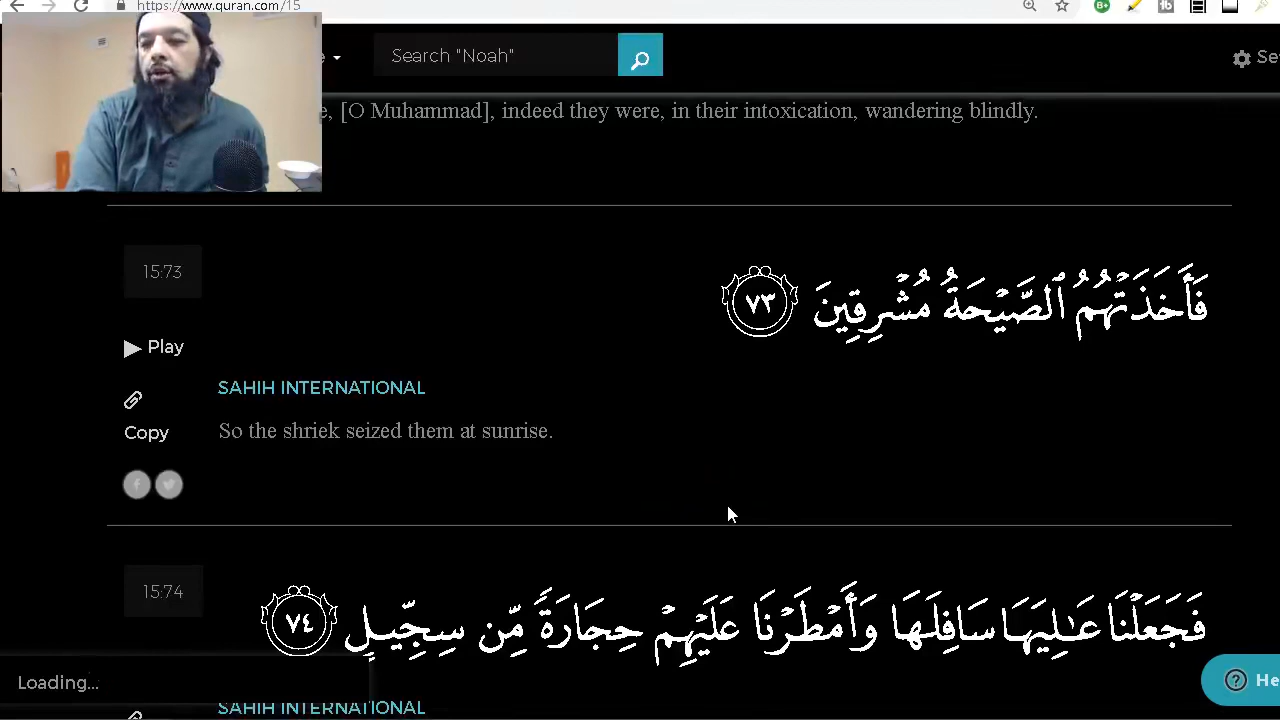 https://www.quran.com/15
Search "Noah"
[O Muhammad], indeed they were, in their intoxication, wandering blindly.
15:73
فَأَخَذَتْهُمُ ٱلصَّيْحَةُ مُشْرِقِينَ ٧٣
Play
SAHIH INTERNATIONAL
Copy
So the shriek seized them at sunrise.
15:74
فَجَعَلْنَا عَـٰلِيَهَا سَافِلَهَا وَأَمْطَرْنَا عَلَيْهِمْ حِجَارَةً مِّن سِجِّيلٍ ٧٤
Loading...
SAHIH INTERNATIONAL